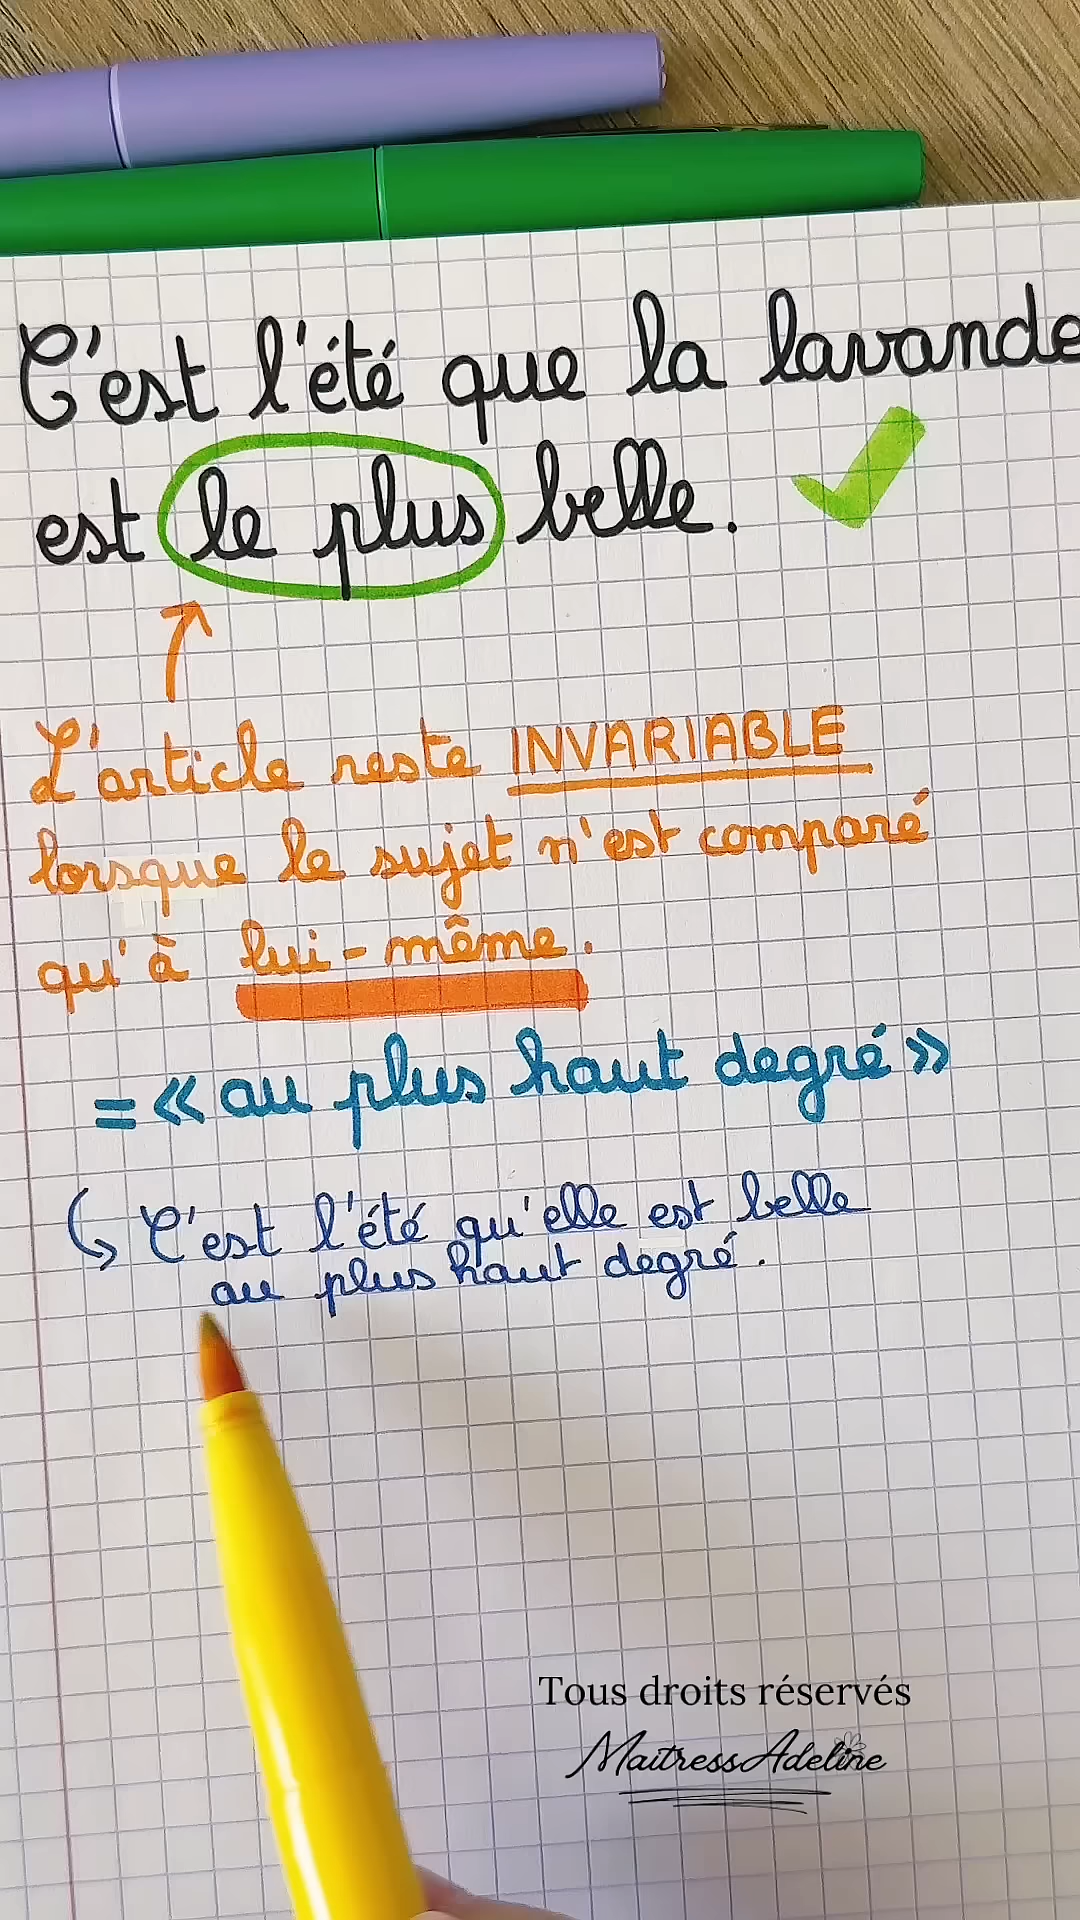 C'est l'été que la lavande
est le plus belle.
L'article reste INVARIABLE
lorsque le sujet n'est comparé
qu'à lui-même.
= « au plus haut degré »
C'est l'été qu'elle est belle
au plus haut degré.
Tous droits réservés
MaitressAdeline